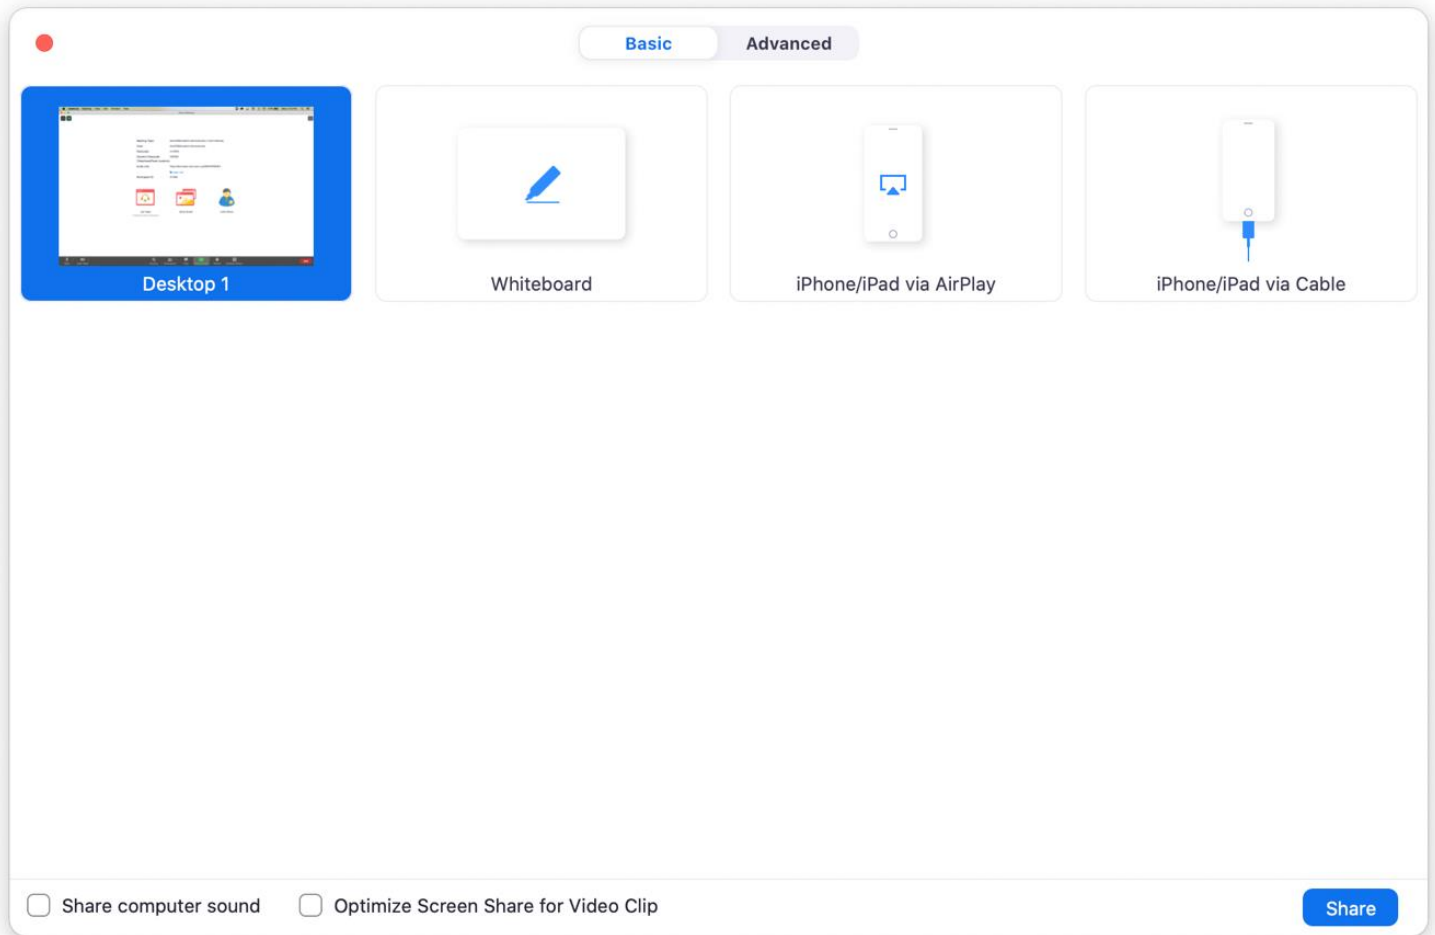 Basic
Advanced
Desktop 1
Whiteboard
iPhone/iPad via AirPlay
iPhone/iPad via Cable
Share computer sound
Optimize Screen Share for Video Clip
Share